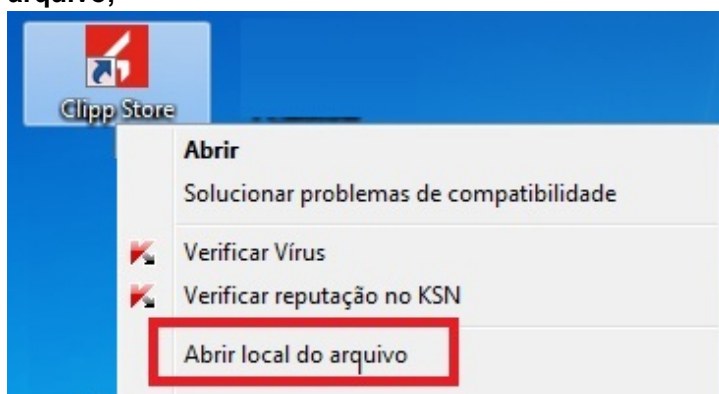 arquivo;
Clipp Store
Abrir
Solucionar problemas de compatibilidade
Verificar Vírus
Verificar reputação no KSN
Abrir local do arquivo